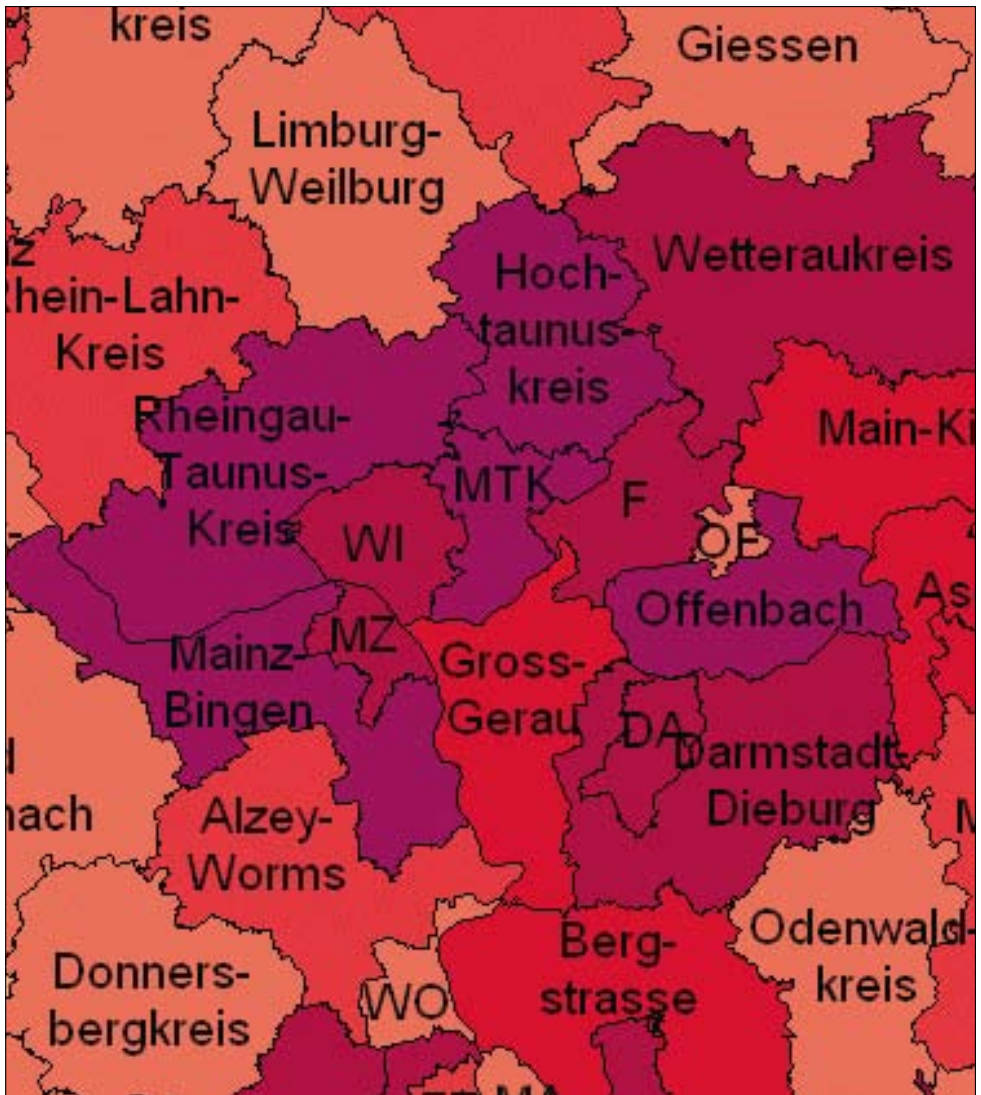 kreis
Giessen
Limburg-
Weilburg
Wetteraukreis
Hoch-
taunus-
kreis
Rhein-Lahn-
Kreis
Rheingau-
Taunus-
Kreis
MTK
F
Main-Ki
WI
OF
As
Offenbach
MZ
Mainz-
Bingen
Gross-
Gerau
DA
Darmstadt-
Dieburg
nach
Alzey-
Worms
M
Odenwald-
kreis
Berg-
strasse
Donners-
bergkreis
WO